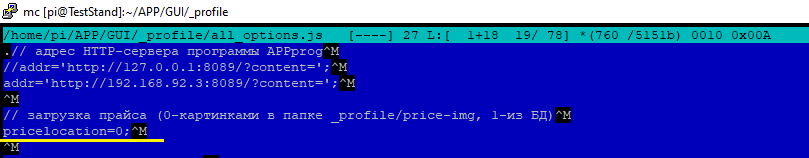 mc [pi@TestStand]:~/APP/GUI/_profile
/home/pi/APP/GUI/_profile/all_options.js [----] 27 L:[ 1+18 19/ 78] *(760 /5151b) 0010 0x00A
.// адрес HTTP-сервера программы APPprog^M
//addr='http://127.0.0.1:8089/?content=';^M
addr='http://192.168.92.3:8089/?content=';^M
^M
// загрузка прайса (0-картинками в папке _profile/price-img, 1-из БД)^M
pricelocation=0;^M
^M